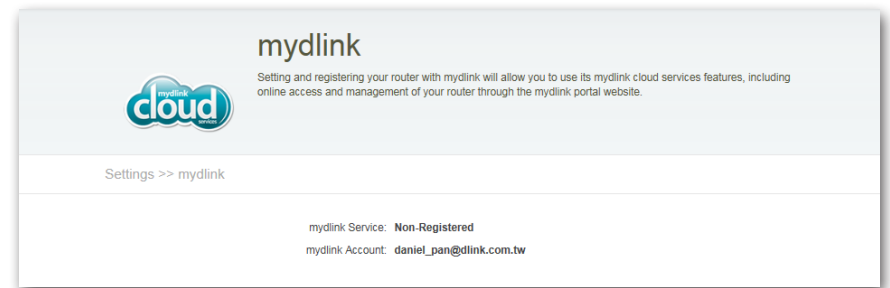 mydlink
Setting and registering your router with mydlink will allow you to use its mydlink cloud services features, including
online access and management of your router through the mydlink portal website.
mydlink
cloud
services
Settings >> mydlink
mydlink Service: Non-Registered
mydlink Account: daniel_pan@dlink.com.tw